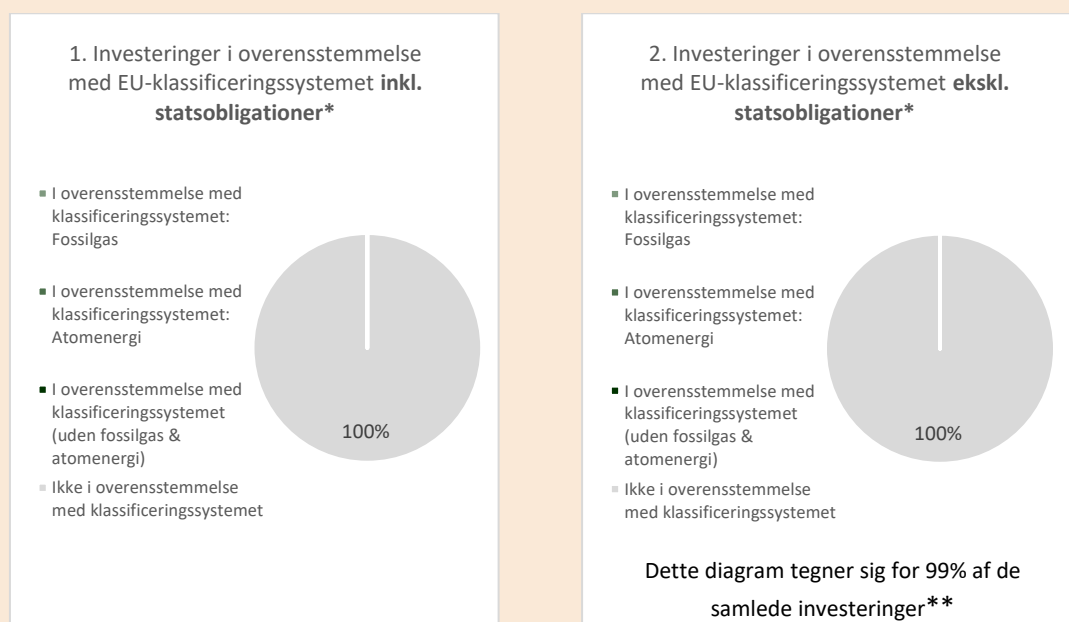 1. Investeringer i overensstemmelse
med EU-klassificeringssystemet inkl.
statsobligationer*
I overensstemmelse med
klassificeringssystemet:
Fossilgas
I overensstemmelse med
klassificeringssystemet:
Atomenergi
I overensstemmelse med
klassificeringssystemet
(uden fossilgas &
atomenergi)
Ikke i overensstemmelse
med klassificeringssystemet
100%
2. Investeringer i overensstemmelse
med EU-klassificeringssystemet ekskl.
statsobligationer*
I overensstemmelse med
klassificeringssystemet:
Fossilgas
I overensstemmelse med
klassificeringssystemet:
Atomenergi
I overensstemmelse med
klassificeringssystemet
(uden fossilgas &
atomenergi)
Ikke i overensstemmelse
med klassificeringssystemet
100%
Dette diagram tegner sig for 99% af de
samlede investeringer**